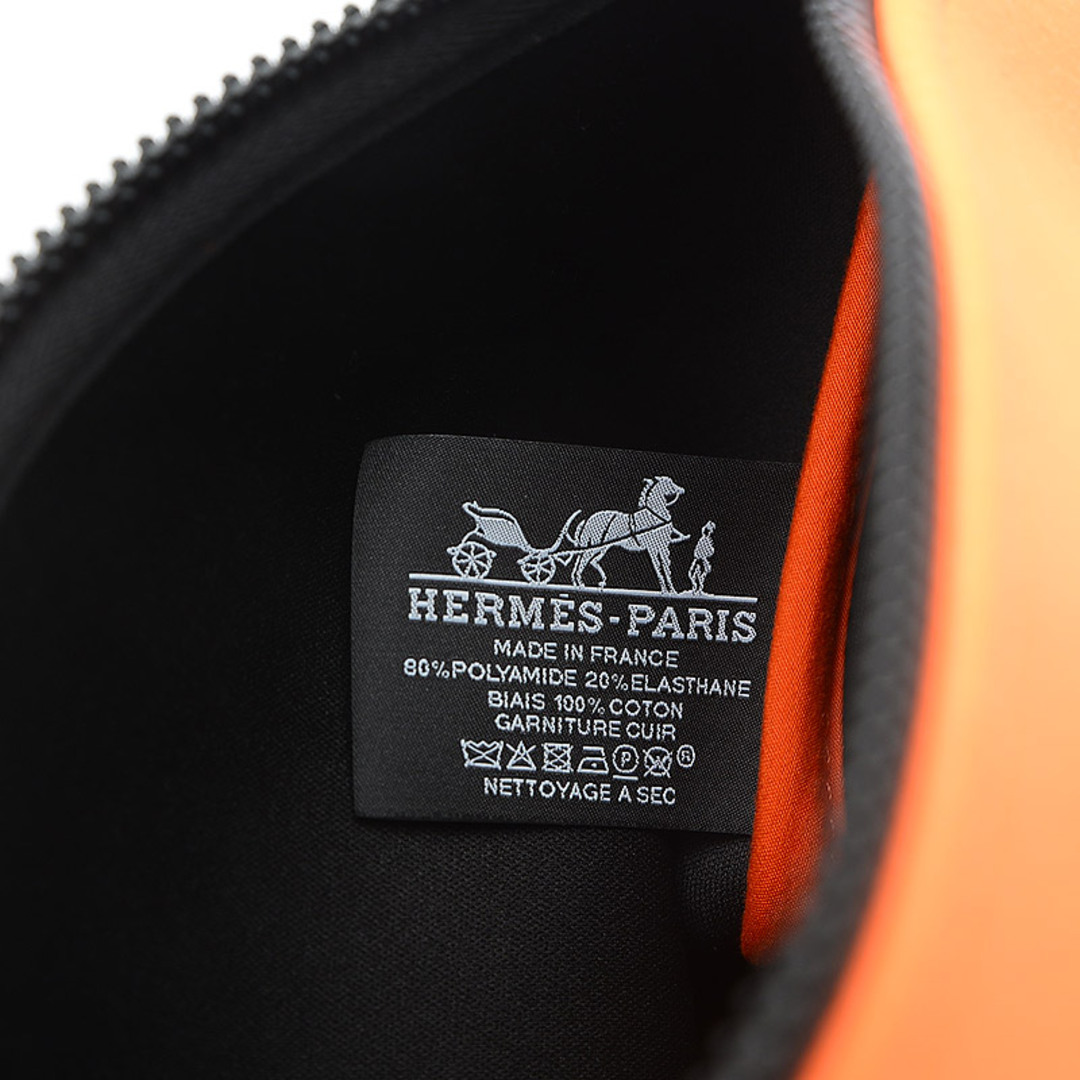 HERMÈS-PARIS
MADE IN FRANCE
80% POLYAMIDE 20% ELASTHANE
BIAIS 100% COTON
GARNITURE CUIR
P W ®
NETTOYAGE A SEC